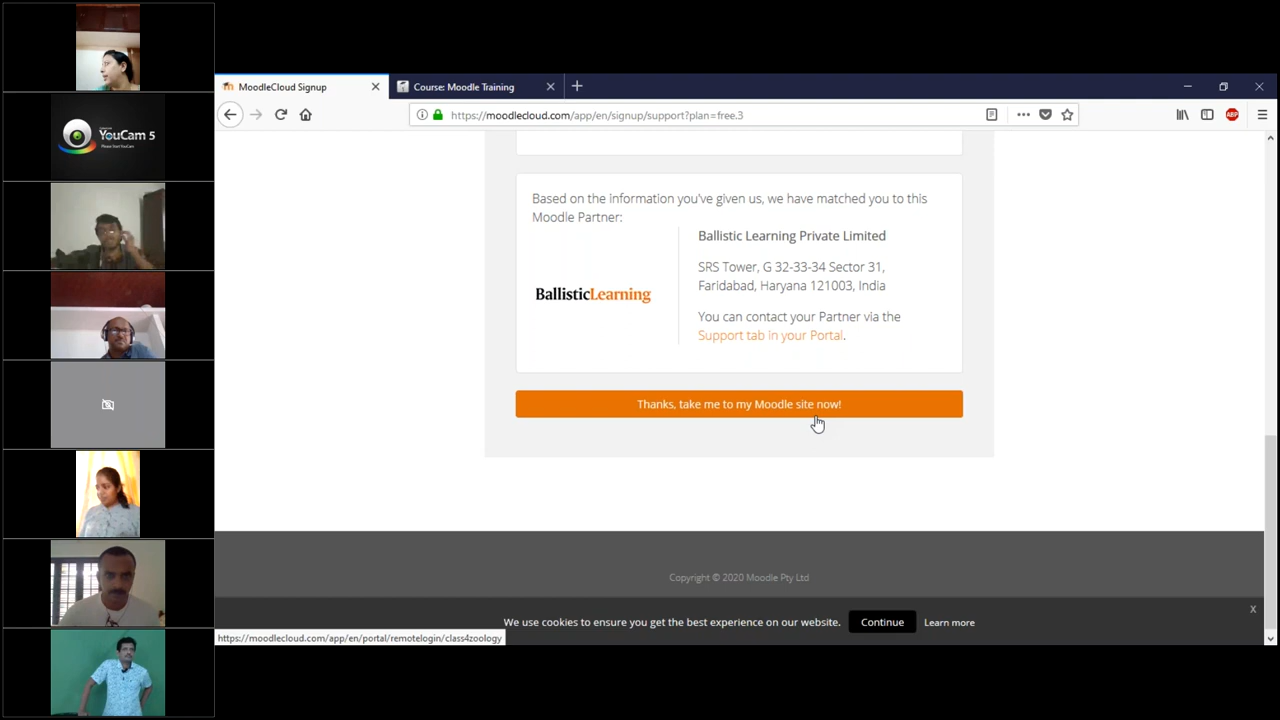 YouCam 5
MoodleCloud Signup
Course: Moodle Training
https://moodlecloud.com/app/en/signup/support?plan=free.3
ABP
Based on the information you've given us, we have matched you to this
Moodle Partner:
BallisticLearning
Ballistic Learning Private Limited
SRS Tower, G 32-33-34 Sector 31,
Faridabad, Haryana 121003, India
You can contact your Partner via the
Support tab in your Portal.
Thanks, take me to my Moodle site now!
Copyright © 2020 Moodle Pty Ltd
We use cookies to ensure you get the best experience on our website.
Continue
Learn more
X
https://moodlecloud.com/app/en/portal/remotelogin/class4zoology